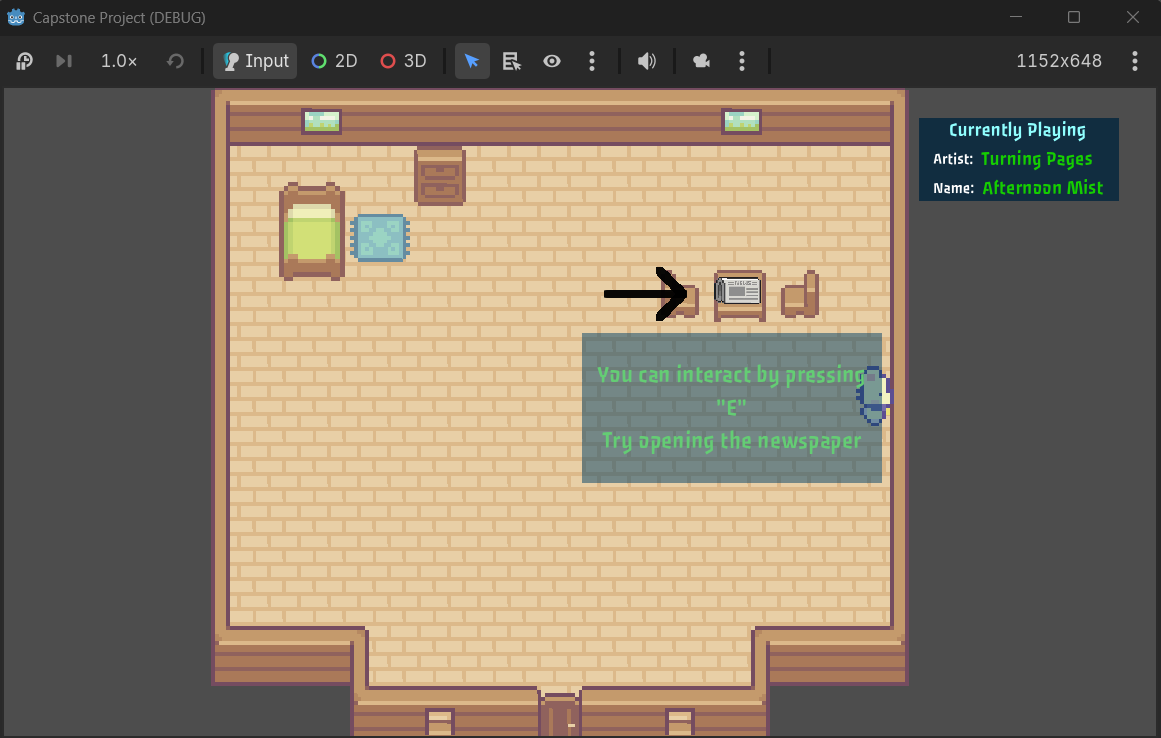 Capstone Project (DEBUG)
1.0× Input 2D 3D 1152x648
Currently Playing
Artist: Turning Pages
Name: Afternoon Mist
NEWS
You can interact by pressing
"E"
Try opening the newspaper